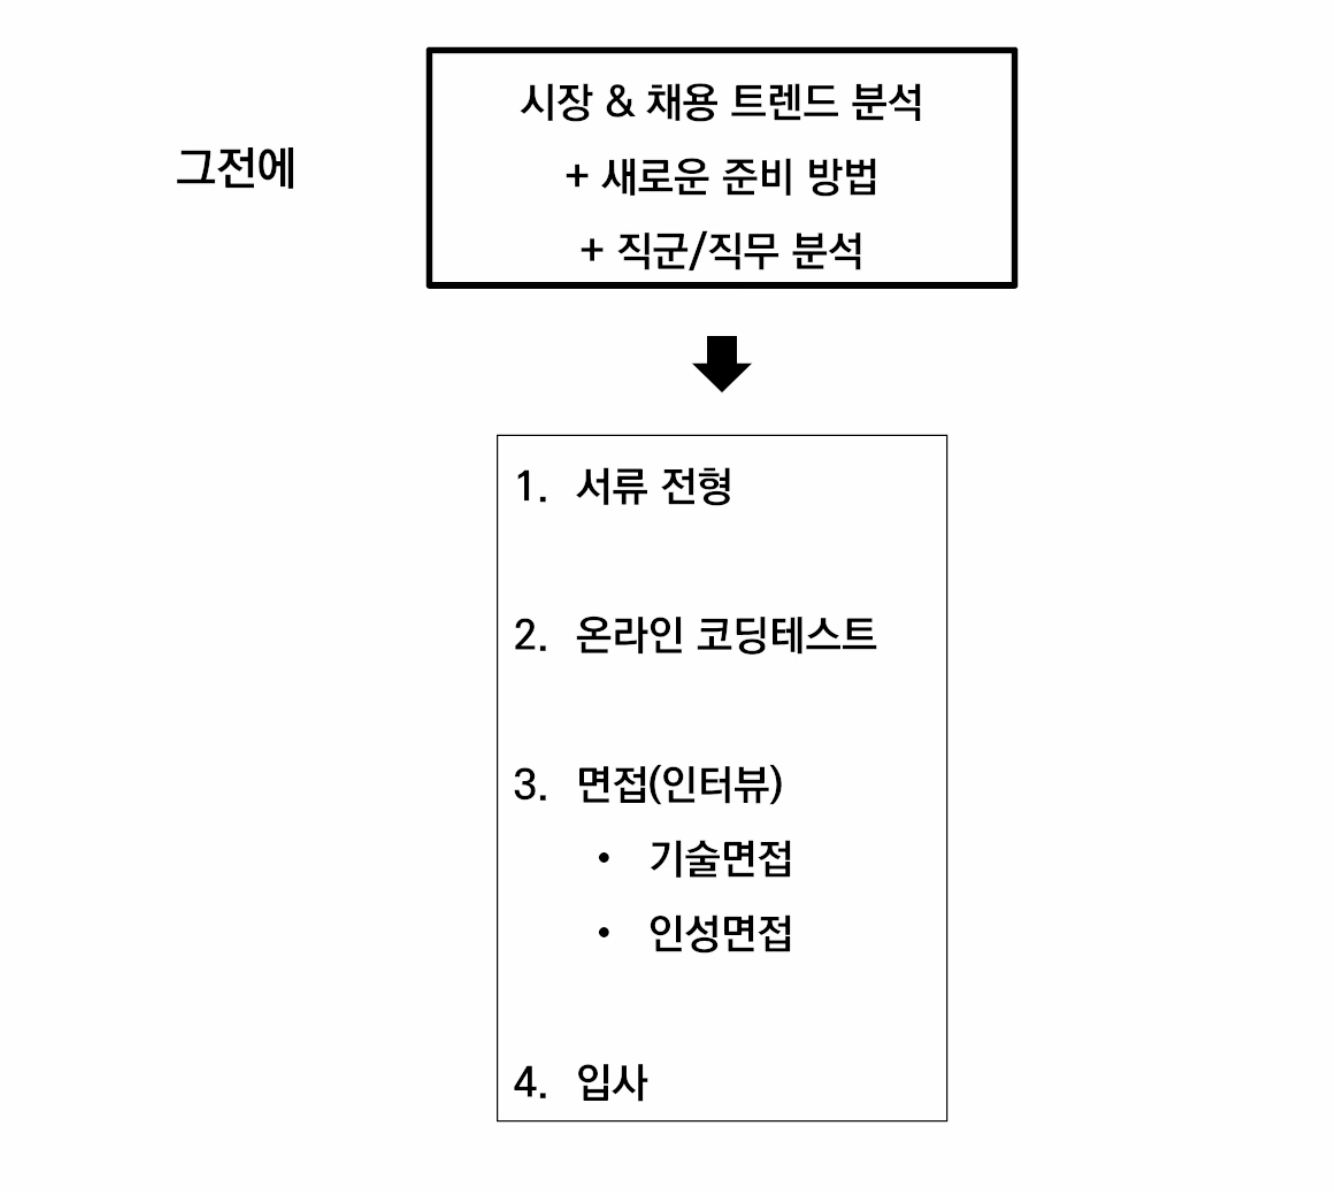 그전에
시장 & 채용 트렌드 분석
+ 새로운 준비 방법
+ 직군/직무 분석
1. 서류 전형
2. 온라인 코딩테스트
3. 면접(인터뷰)
• 기술면접
• 인성면접
4. 입사